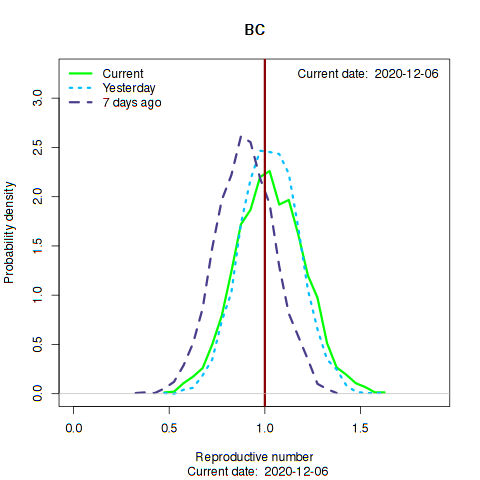 BC
Current
Yesterday
7 days ago
Current date:  2020-12-06
Probability density
3.0
2.5
2.0
1.5
1.0
0.5
0.0
0.0
0.5
1.0
1.5
Reproductive number
Current date:  2020-12-06